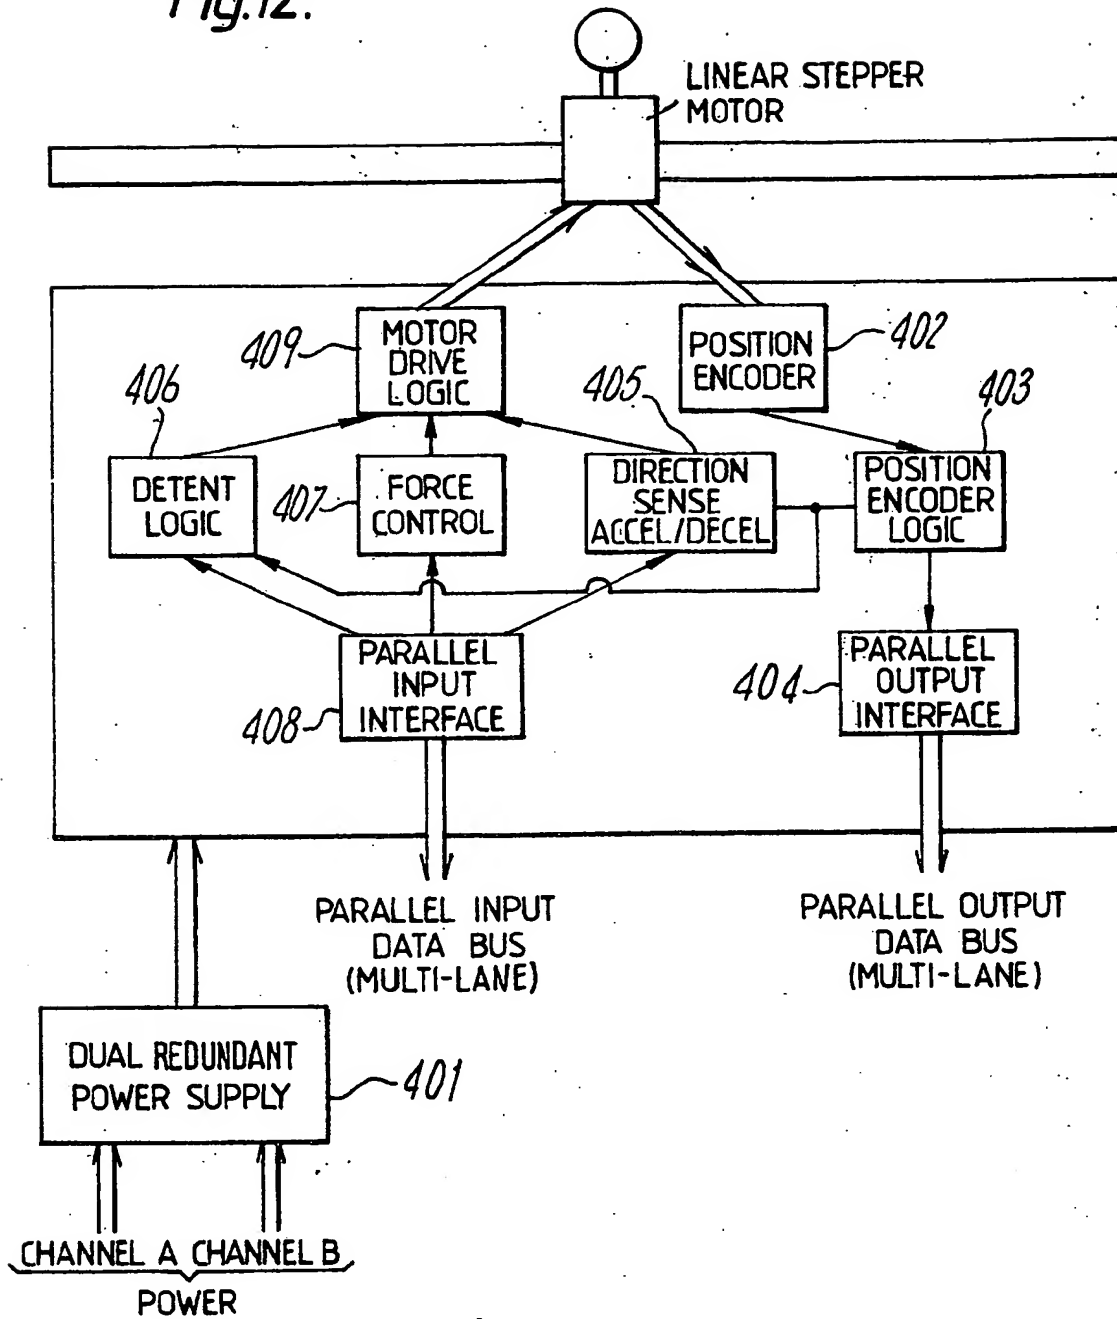 Fig.12.
LINEAR STEPPER
MOTOR
409
MOTOR
DRIVE
LOGIC
POSITION
ENCODER
402
406
405
403
DETENT
LOGIC
407
FORCE
CONTROL
DIRECTION
SENSE
ACCEL/DECEL
POSITION
ENCODER
LOGIC
408
PARALLEL
INPUT
INTERFACE
404
PARALLEL
OUTPUT
INTERFACE
PARALLEL INPUT
DATA BUS
(MULTI-LANE)
PARALLEL OUTPUT
DATA BUS
(MULTI-LANE)
DUAL REDUNDANT
POWER SUPPLY
401
CHANNEL A CHANNEL B
POWER